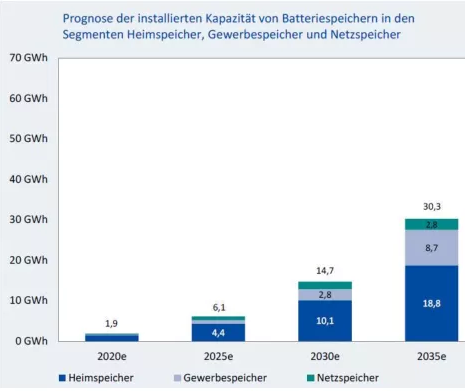 Prognose der installierten Kapazität von Batteriespeichern in den
Segmenten Heimspeicher, Gewerbespeicher und Netzspeicher
70 GWh
60 GWh
50 GWh
40 GWh
30 GWh
20 GWh
10 GWh
0 GWh
30,3
2,8
8,7
18,8
14,7
2,8
10,1
6,1
4,4
1,9
2020e 2025e 2030e 2035e
Heimspeicher Gewerbespeicher Netzspeicher